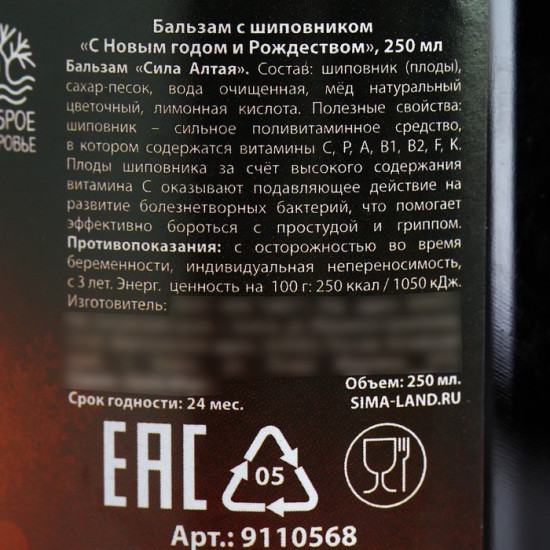 Бальзам с шиповником
«С Новым годом и Рождеством», 250 мл
Бальзам «Сила Алтая». Состав: шиповник (плоды),
сахар-песок, вода очищенная, мёд натуральный
цветочный, лимонная кислота. Полезные свойства:
шиповник – сильное поливитаминное средство,
в котором содержатся витамины С, Р, А, В1, В2, F, K.
Плоды шиповника за счёт высокого содержания
витамина С оказывают подавляющее действие на
развитие болезнетворных бактерий, что помогает
эффективно бороться с простудой и гриппом.
Противопоказания: с осторожностью во время
беременности, индивидуальная непереносимость,
с 3 лет. Энерг. ценность на 100 г: 250 ккал / 1050 кДж.
Изготовитель:
Объем: 250 мл.
Срок годности: 24 мес.
SIMA-LAND.RU
EAC
05
Арт.: 9110568